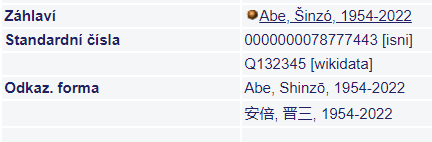 Záhlaví Abe, Šinzó, 1954-2022
Standardní čísla 0000000078777443 [isni]
Q132345 [wikidata]
Odkaz. forma Abe, Shinzō, 1954-2022
安倍, 晋三, 1954-2022